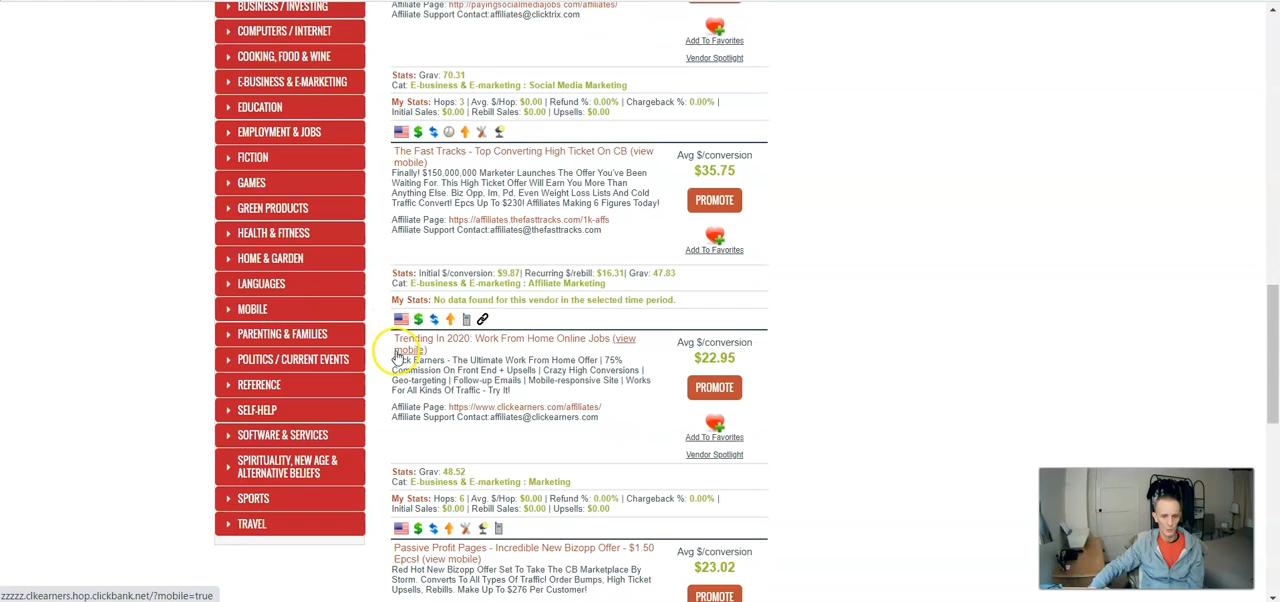 BUSINESS / INVESTING
COMPUTERS / INTERNET
COOKING, FOOD & WINE
E-BUSINESS & E-MARKETING
EDUCATION
EMPLOYMENT & JOBS
FICTION
GAMES
GREEN PRODUCTS
HEALTH & FITNESS
HOME & GARDEN
LANGUAGES
MOBILE
PARENTING & FAMILIES
POLITICS / CURRENT EVENTS
REFERENCE
SELF-HELP
SOFTWARE & SERVICES
SPIRITUALITY, NEW AGE &
ALTERNATIVE BELIEFS
SPORTS
TRAVEL
Affiliate Page: http://payingsocialmediajobs.com/affiliates/
Affiliate Support Contact:affiliates@clicktrix.com
Add To Favorites
Vendor Spotlight
Stats: Grav: 70.31
Cat: E-business & E-marketing : Social Media Marketing
My Stats: Hops: 3 | Avg. $/Hop: $0.00 | Refund %: 0.00% | Chargeback %: 0.00% |
Initial Sales: $0.00 | Rebill Sales: $0.00 | Upsells: $0.00
The Fast Tracks - Top Converting High Ticket On CB (view
mobile)
Finally! $150,000,000 Marketer Launches The Offer You've Been
Waiting For. This High Ticket Offer Will Earn You More Than
Anything Else. Biz Opp, Im, Pd, Even Weight Loss Lists And Cold
Traffic Convert! Epcs Up To $230! Affiliates Making 6 Figures Today!
Affiliate Page: https://affiliates.thefasttracks.com/1k-affs
Affiliate Support Contact:affiliates@thefasttracks.com
Avg $/conversion
$35.75
PROMOTE
Add To Favorites
Stats: Initial $/conversion: $9.87| Recurring $/rebill: $16.31| Grav: 47.83
Cat: E-business & E-marketing : Affiliate Marketing
My Stats: No data found for this vendor in the selected time period.
Trending In 2020: Work From Home Online Jobs (view
mobile)
Earners - The Ultimate Work From Home Offer | 75%
Commission On Front End + Upsells | Crazy High Conversions |
Geo-targeting | Follow-up Emails | Mobile-responsive Site | Works
For All Kinds Of Traffic - Try It!
Affiliate Page: https://www.clickearners.com/affiliates/
Affiliate Support Contact:affiliates@clickearners.com
Avg $/conversion
$22.95
PROMOTE
Add To Favorites
Vendor Spotlight
Stats: Grav: 48.52
Cat: E-business & E-marketing : Marketing
My Stats: Hops: 6 | Avg. $/Hop: $0.00 | Refund %: 0.00% | Chargeback %: 0.00% |
Initial Sales: $0.00 | Rebill Sales: $0.00 | Upsells: $0.00
Passive Profit Pages - Incredible New Bizopp Offer - $1.50
Epcs! (view mobile)
Red Hot New Bizopp Offer Set To Take The CB Marketplace By
Storm. Converts To All Types Of Traffic! Order Bumps, High Ticket
Upsells, Rebills. Make Up To $276 Per Customer!
Avg $/conversion
$23.02
PROMOTE
zzzzz.clkearners.hop.clickbank.net/?mobile=true